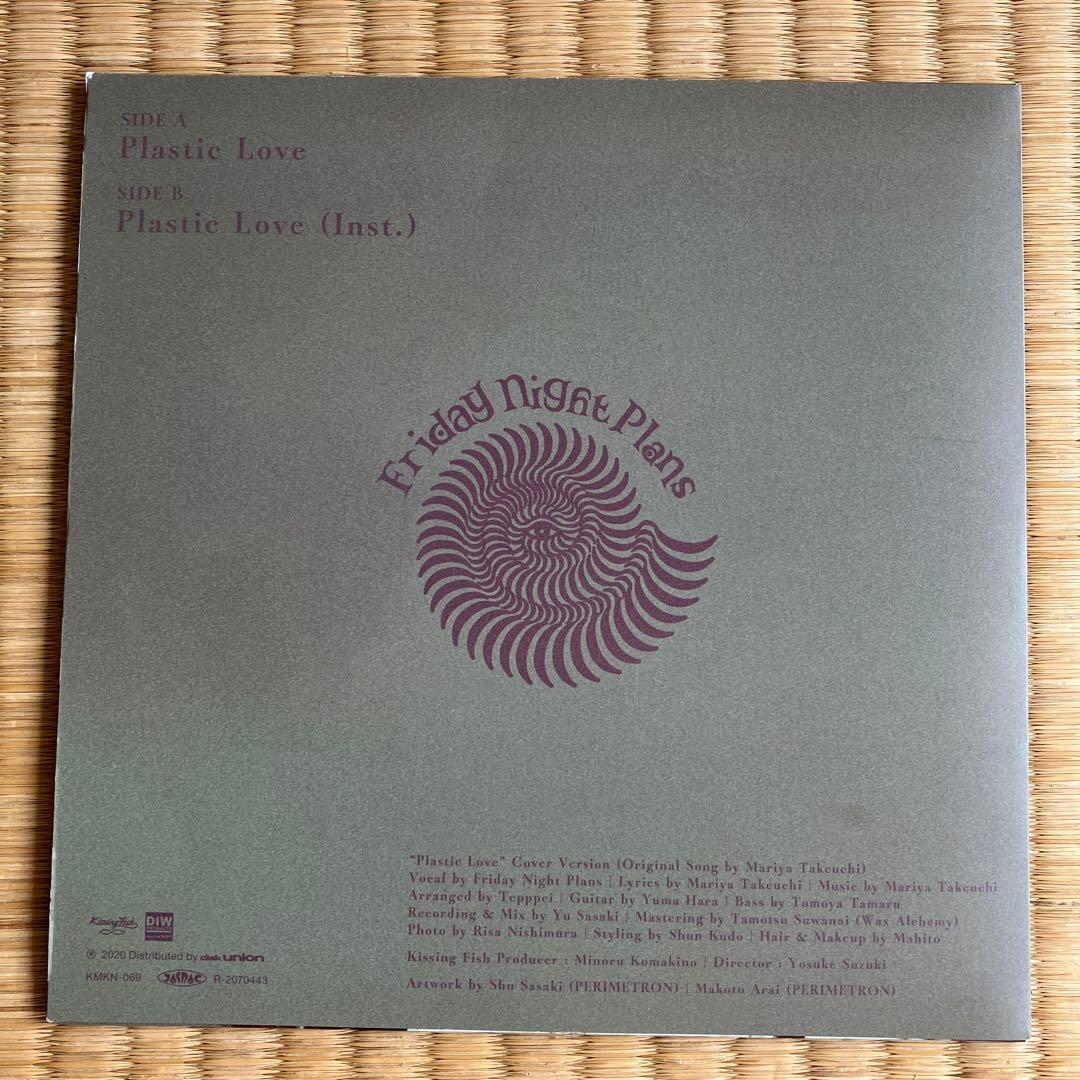 SIDE A
Plastic Love
SIDE B
Plastic Love (Inst.)
Friday Night Plans
"Plastic Love" Cover Version (Original Song by Mariya Takeuchi)
Vocal by Friday Night Plans | Lyrics by Mariya Takeuchi | Music by Mariya Takeuchi
Arranged by Tepppei | Guitar by Yuma Hara | Bass by Tomoya Tamaru
Recording & Mix by Yu Sasaki | Mastering by Tamotsu Suwanai (Wax Alchemy)
Photo by Risa Nishimura | Styling by Shun Kudo | Hair & Makeup by Mahito
Kissing Fish Producer : Minoru Komakino | Director : Yosuke Suzuki
Artwork by Shu Sasaki (PERIMETRON) | Makoto Arai (PERIMETRON)
Kissing Fish DIW
℗ 2020 Distributed by disk union
KMKN-069 JASRAC R-2070443